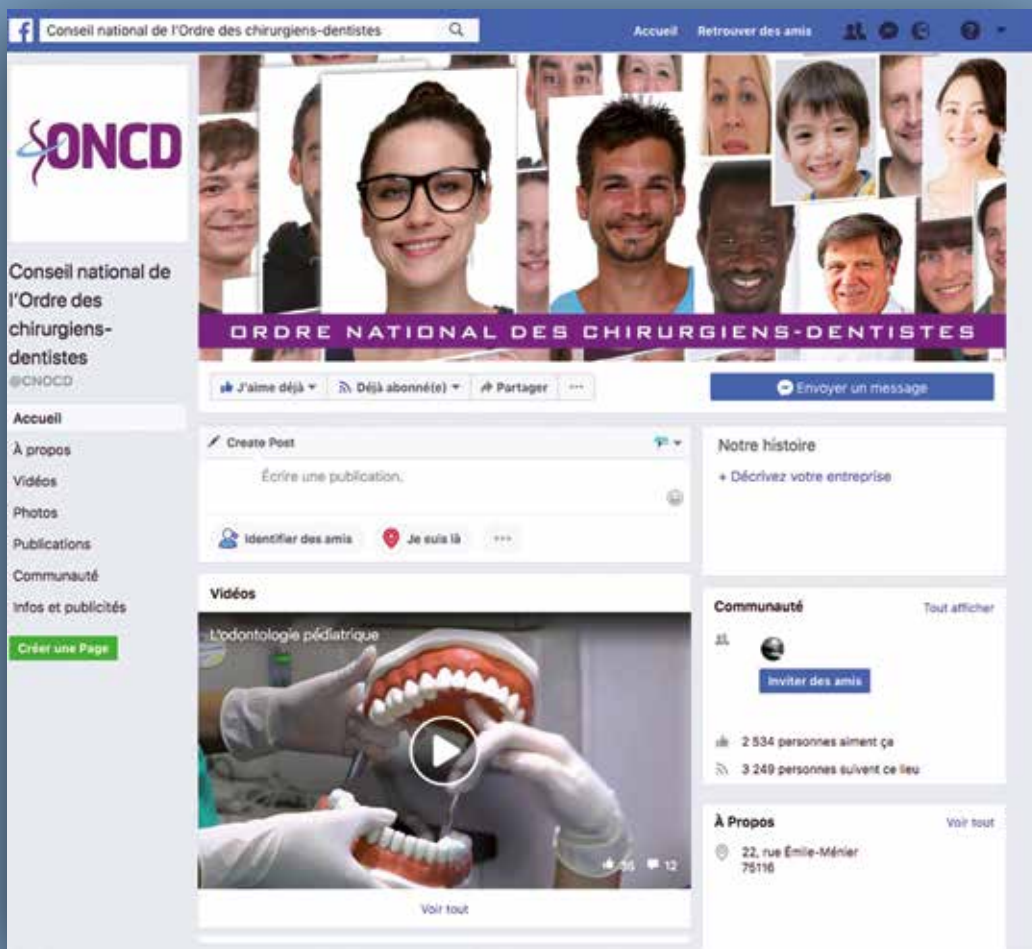 f
Conseil national de l'Ordre des chirurgiens-dentistes
Accueil
Retrouver des amis
ONCD
ORDRE NATIONAL DES CHIRURGIENS-DENTISTES
Conseil national de
l'Ordre des
chirurgiens-
dentistes
@CNOCD
Accueil
À propos
Vidéos
Photos
Publications
Communauté
Infos et publicités
Créer une Page
J'aime déjà
Déjà abonné(e)
Partager
...
Envoyer un message
Create Post
Écrire une publication.
Identifier des amis
Je suis là
...
Vidéos
L'odontologie pédiatrique
12
Voir tout
Notre histoire
+ Décrivez votre entreprise
Communauté
Tout afficher
Inviter des amis
2 534 personnes aiment ça
3 249 personnes suivent ce lieu
À Propos
Voir tout
22, rue Émile-Ménier
75116